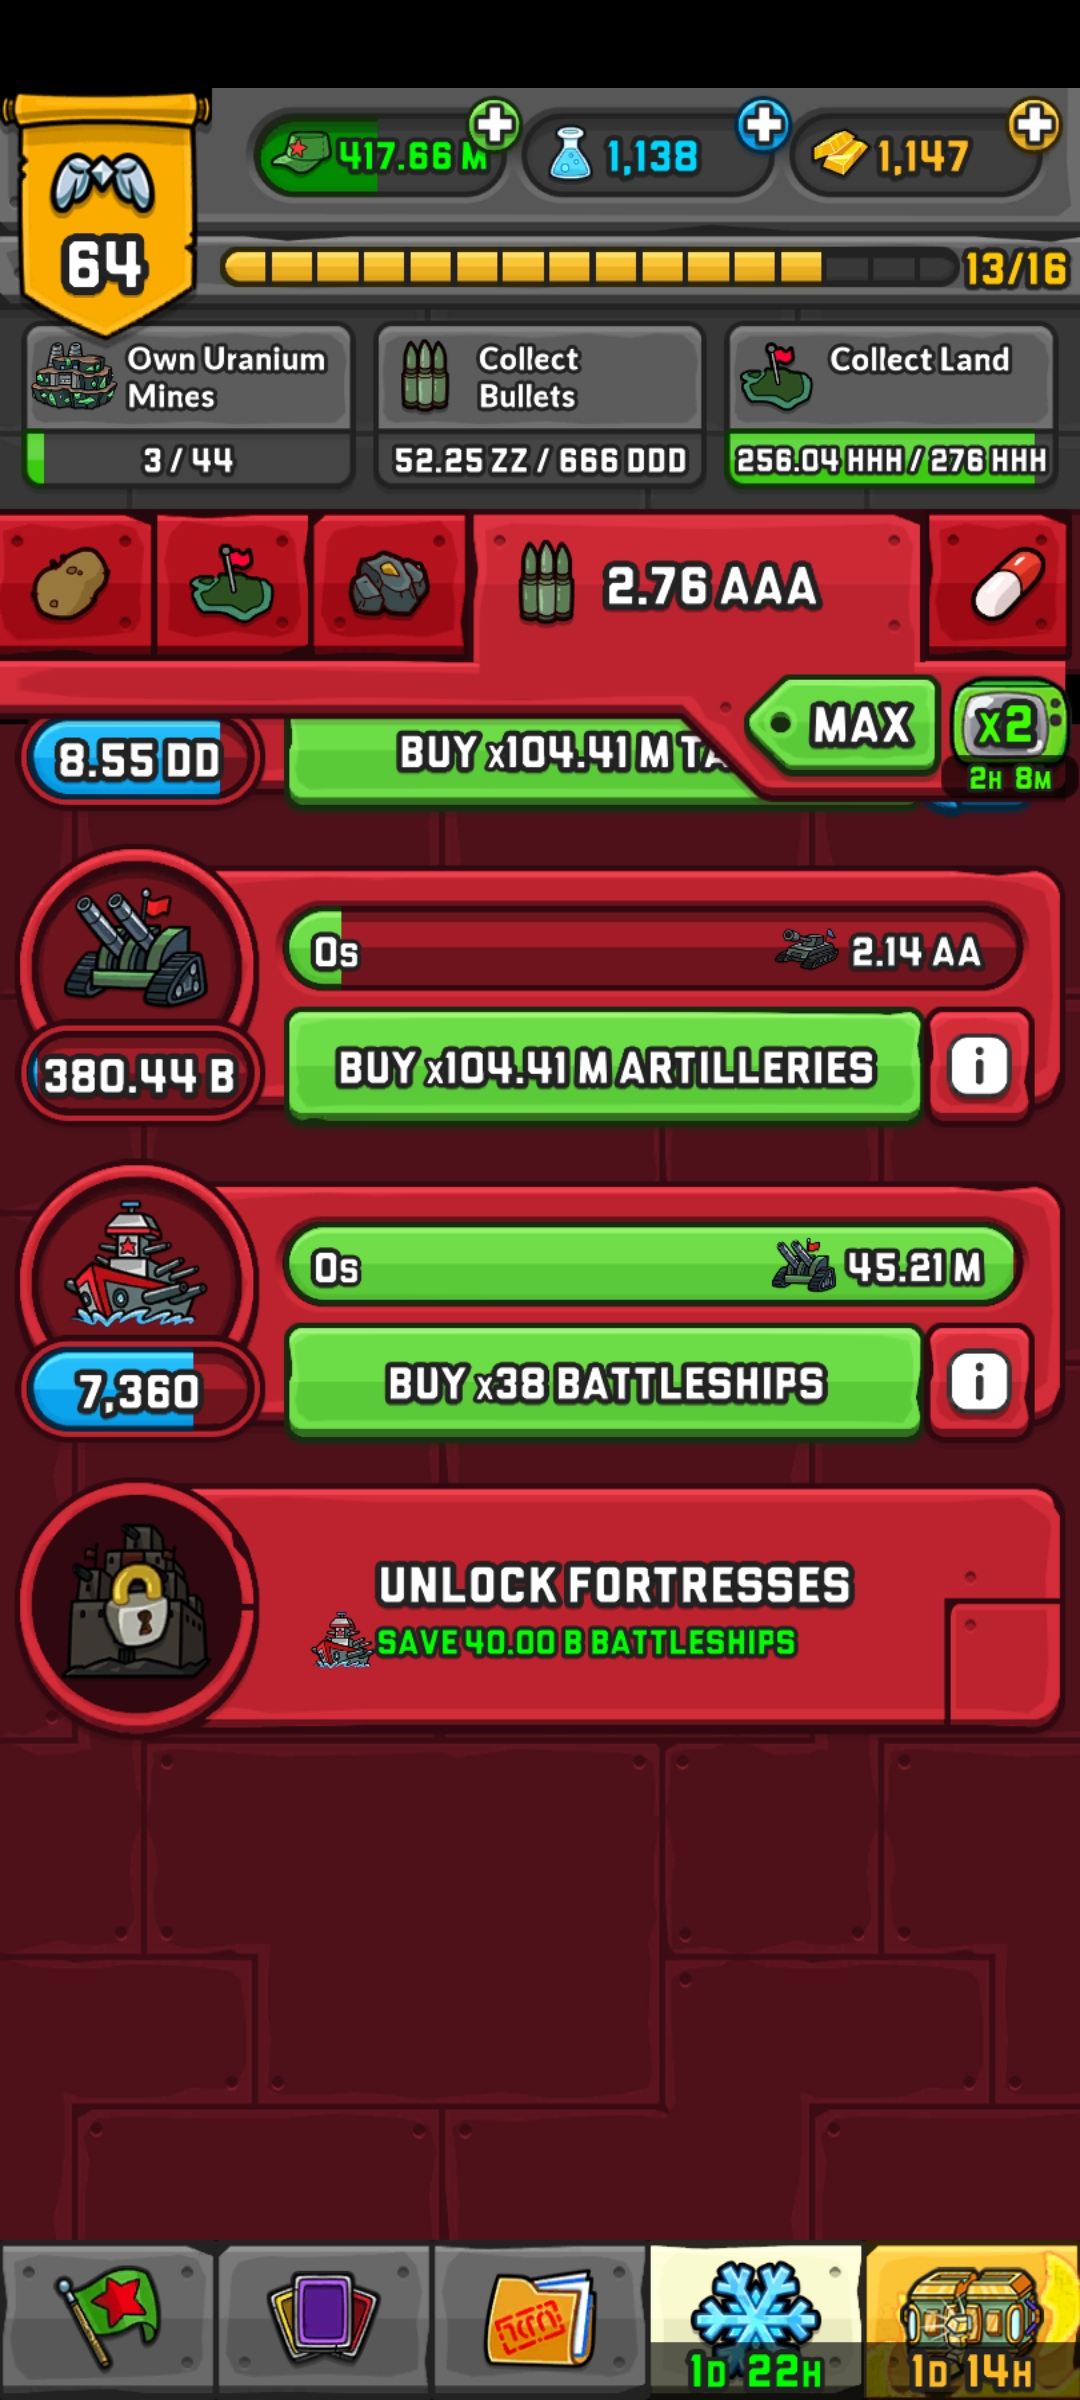 417.66 M
1,138
1,147
64
13/16
Own Uranium
Mines
3 / 44
Collect
Bullets
52.25 ZZ / 666 DDD
Collect Land
256.04 HHH / 276 HHH
2.76 AAA
MAX
x2
2H 8M
8.55 DD
BUY x104.41 M TA
0s
2.14 AA
380.44 B
BUY x104.41 M ARTILLERIES
i
0s
45.21 M
7,360
BUY x38 BATTLESHIPS
i
UNLOCK FORTRESSES
SAVE 40.00 B BATTLESHIPS
1D 22H
1D 14H